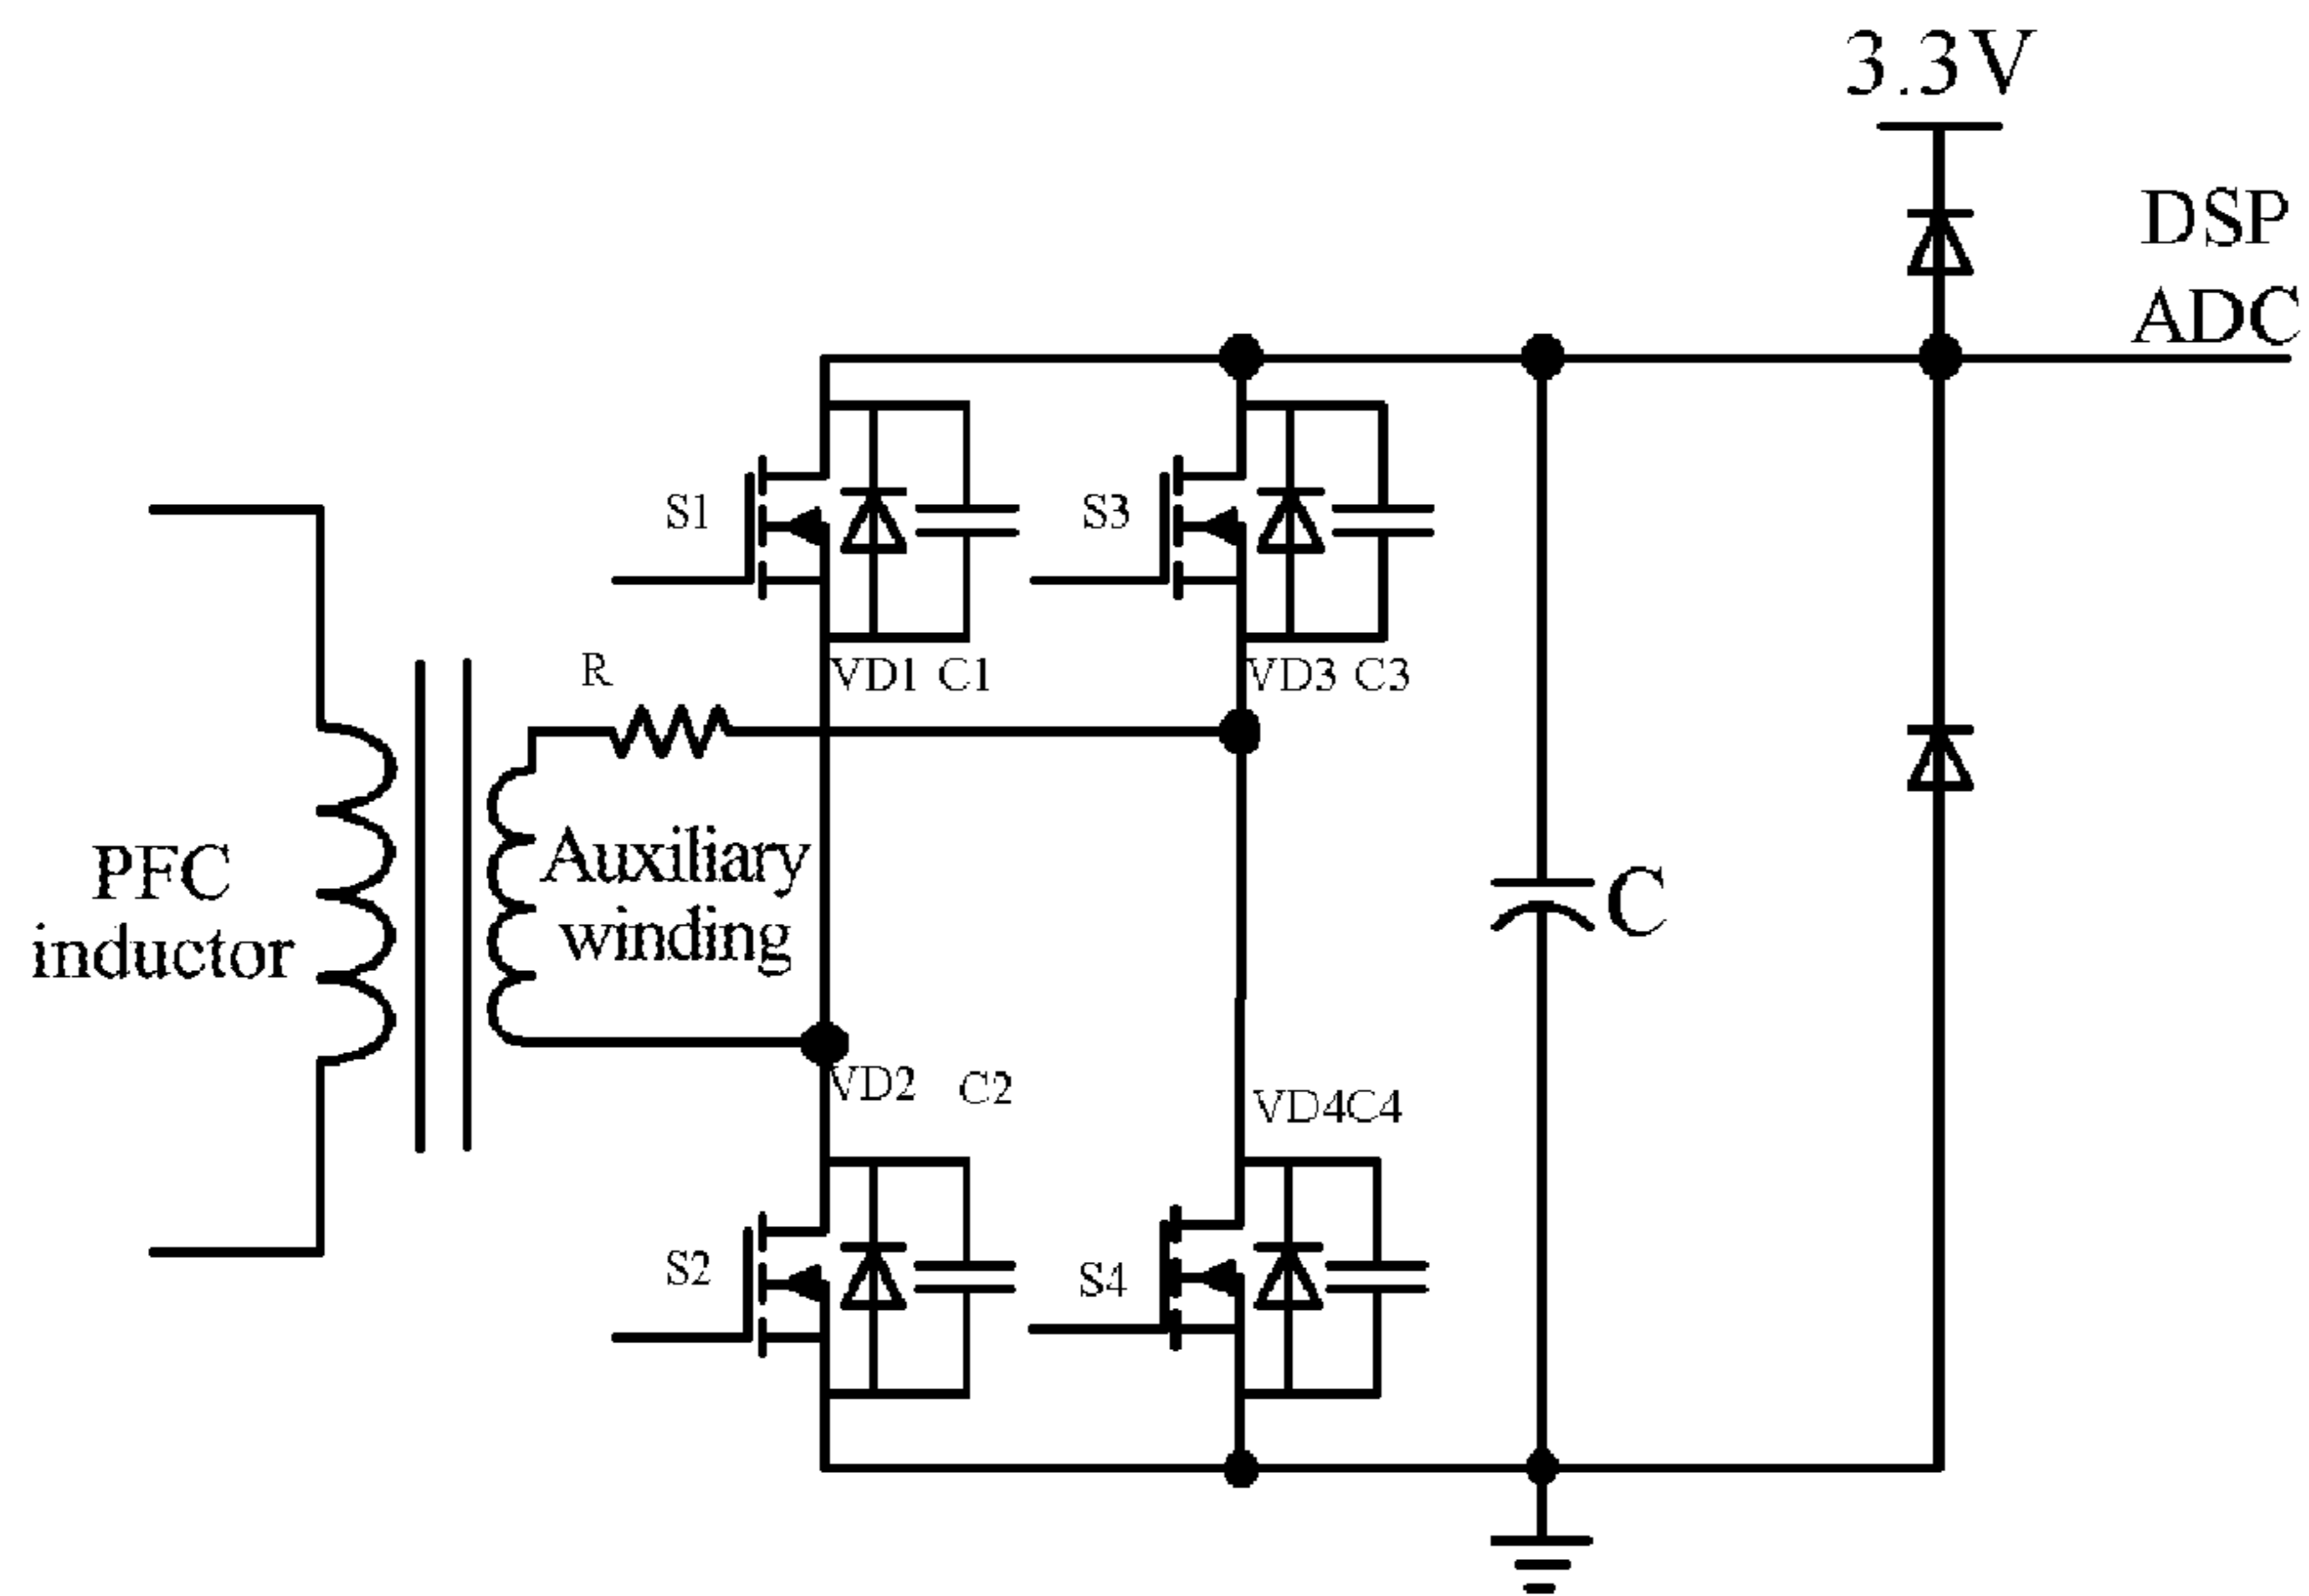 3.3V
DSP
ADC
S1
S3
R
VD1 C1
VD3 C3
PFC
inductor
Auxiliary
winding
C
VD2 C2
VD4C4
S2
S4